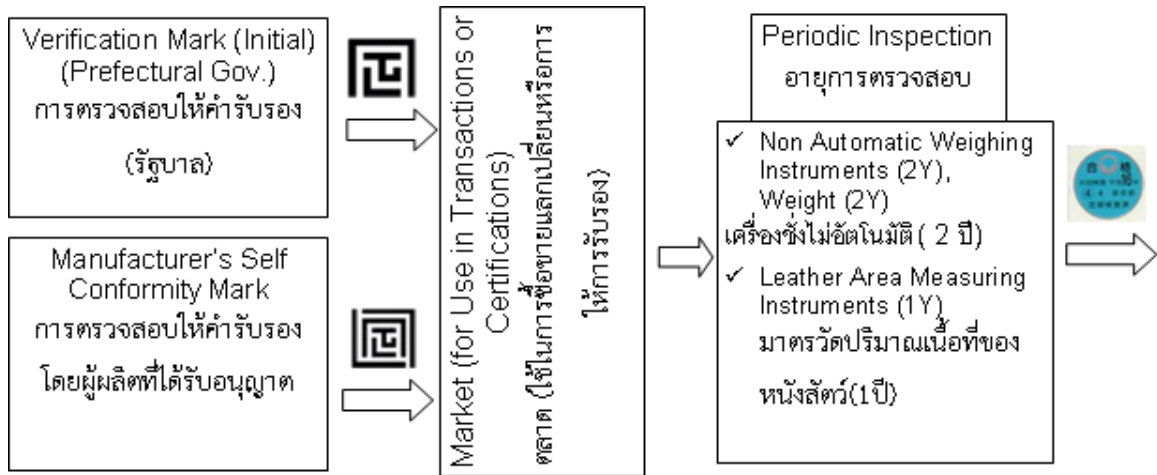 Verification Mark (Initial)
(Prefectural Gov.)
การตรวจสอบให้คำรับรอง
(รัฐบาล)
Manufacturer's Self
Conformity Mark
การตรวจสอบให้คำรับรอง
โดยผู้ผลิตที่ได้รับอนุญาต
Market (for Use in Transactions or
Certifications)
ตลาด (ใช้ในการซื้อขายแลกเปลี่ยนหรือการ
ให้การรับรอง)
Periodic Inspection
อายุการตรวจสอบ
✓ Non Automatic Weighing
Instruments (2Y),
Weight (2Y)
เครื่องชั่งไม่อัตโนมัติ ( 2 ปี)
✓ Leather Area Measuring
Instruments (1Y)
มาตรวัดปริมาณเนื้อที่ของ
หนังสัตว์(1ปี)
合格